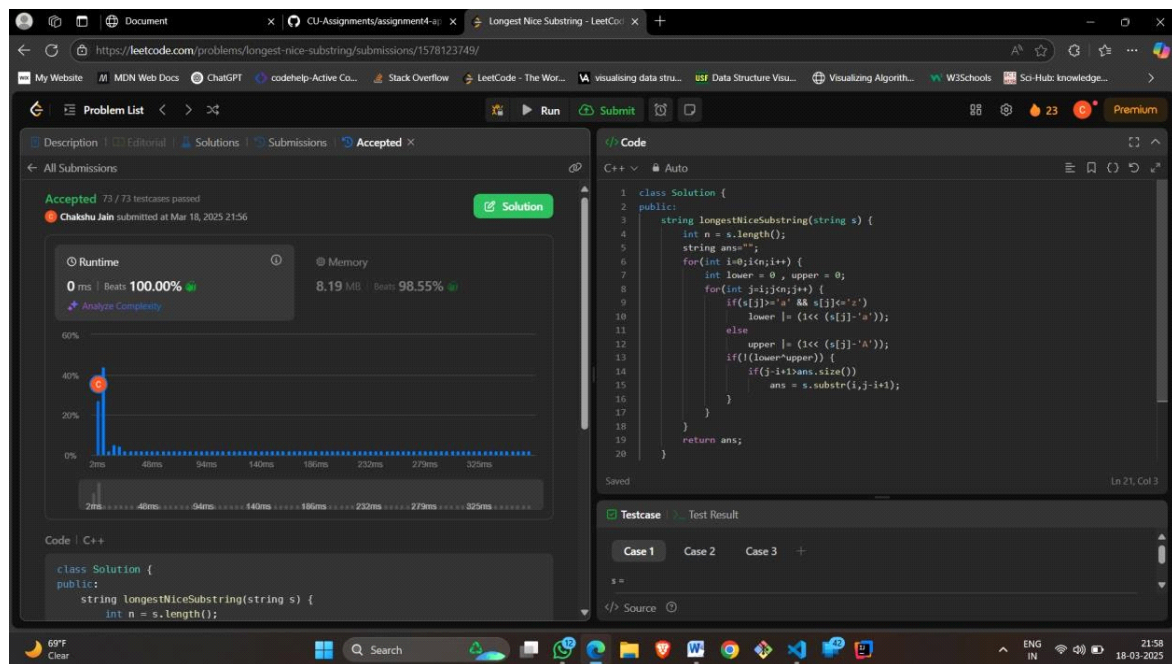 Document
CU-Assignments/assignment4-ap
Longest Nice Substring - LeetCod
https://leetcode.com/problems/longest-nice-substring/submissions/1578123749/
My Website MDN Web Docs ChatGPT codehelp-Active Co... Stack Overflow LeetCode - The Wor... visualising data stru... Data Structure Visu... Visualizing Algorith... W3Schools Sci-Hub: knowledge...
Problem List Run Submit 23 Premium
Description Editorial Solutions Submissions Accepted
All Submissions
Accepted 73 / 73 testcases passed
Chakshu Jain submitted at Mar 18, 2025 21:56
Solution
Runtime
0 ms Beats 100.00%
Analyze Complexity
Memory
8.19 MB Beats 98.55%
60%
40%
20%
0%
C
2ms 48ms 94ms 140ms 186ms 232ms 279ms 325ms
2ms 48ms 94ms 140ms 186ms 232ms 279ms 325ms
Code C++
class Solution {
public:
string longestNiceSubstring(string s) {
int n = s.length();
</> Code
C++ Auto
1 class Solution {
2 public:
3 string longestNiceSubstring(string s) {
4 int n = s.length();
5 string ans="";
6 for(int i=0;i<n;i++) {
7 int lower = 0 , upper = 0;
8 for(int j=i;j<n;j++) {
9 if(s[j]>='a' && s[j]<='z')
10 lower |= (1<< (s[j]-'a'));
11 else
12 upper |= (1<< (s[j]-'A'));
13 if(!(lower^upper)) {
14 if(j-i+1>ans.size())
15 ans = s.substr(i,j-i+1);
16 }
17 }
18 }
19 return ans;
20 }
Saved Ln 21, Col 3
Testcase Test Result
Case 1 Case 2 Case 3 +
s =
</> Source
69°F
Clear
Search
42
ENG
IN
21:58
18-03-2025